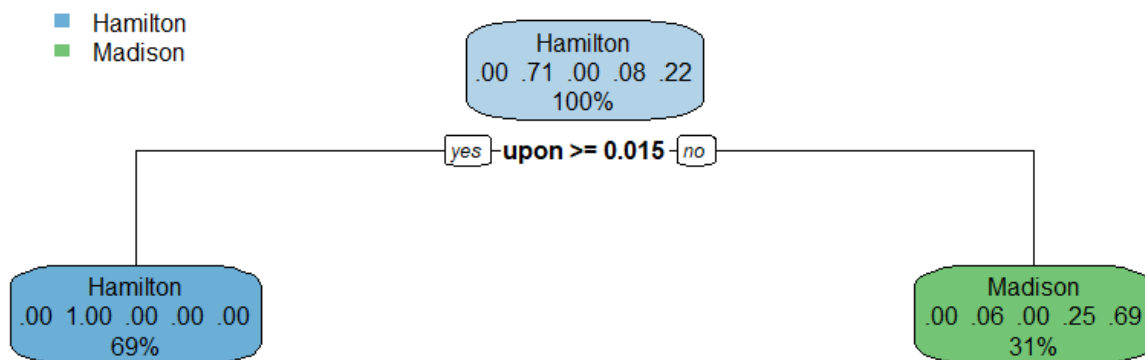 Hamilton
Madison
Hamilton
.00 .71 .00 .08 .22
100%
yes upon >= 0.015 no
Hamilton
.00 1.00 .00 .00 .00
69%
Madison
.00 .06 .00 .25 .69
31%